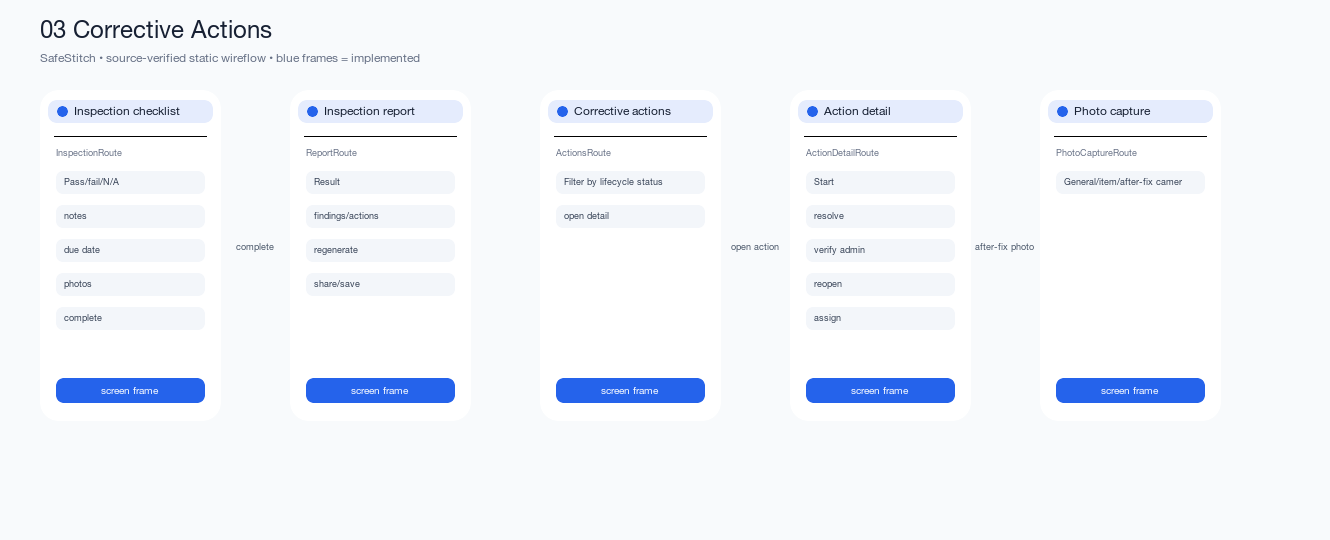 03 Corrective Actions
SafeStitch • source-verified static wireflow • blue frames = implemented
Inspection checklist
InspectionRoute
Pass/fail/N/A
notes
due date
photos
complete
screen frame
complete
Inspection report
ReportRoute
Result
findings/actions
regenerate
share/save
screen frame
Corrective actions
ActionsRoute
Filter by lifecycle status
open detail
screen frame
open action
Action detail
ActionDetailRoute
Start
resolve
verify admin
reopen
assign
screen frame
after-fix photo
Photo capture
PhotoCaptureRoute
General/item/after-fix camer
screen frame